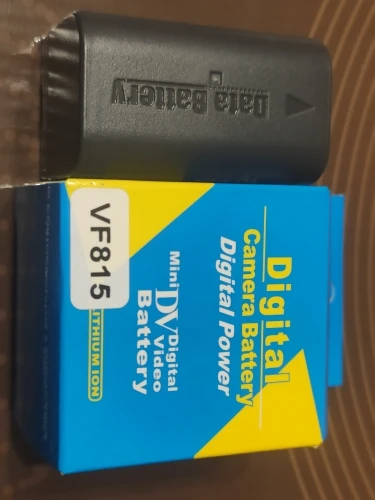 Data Battery
VF815
Digital
Camera Battery
Digital Power
Mini DV Digital
Video
Battery
LITHIUM ION